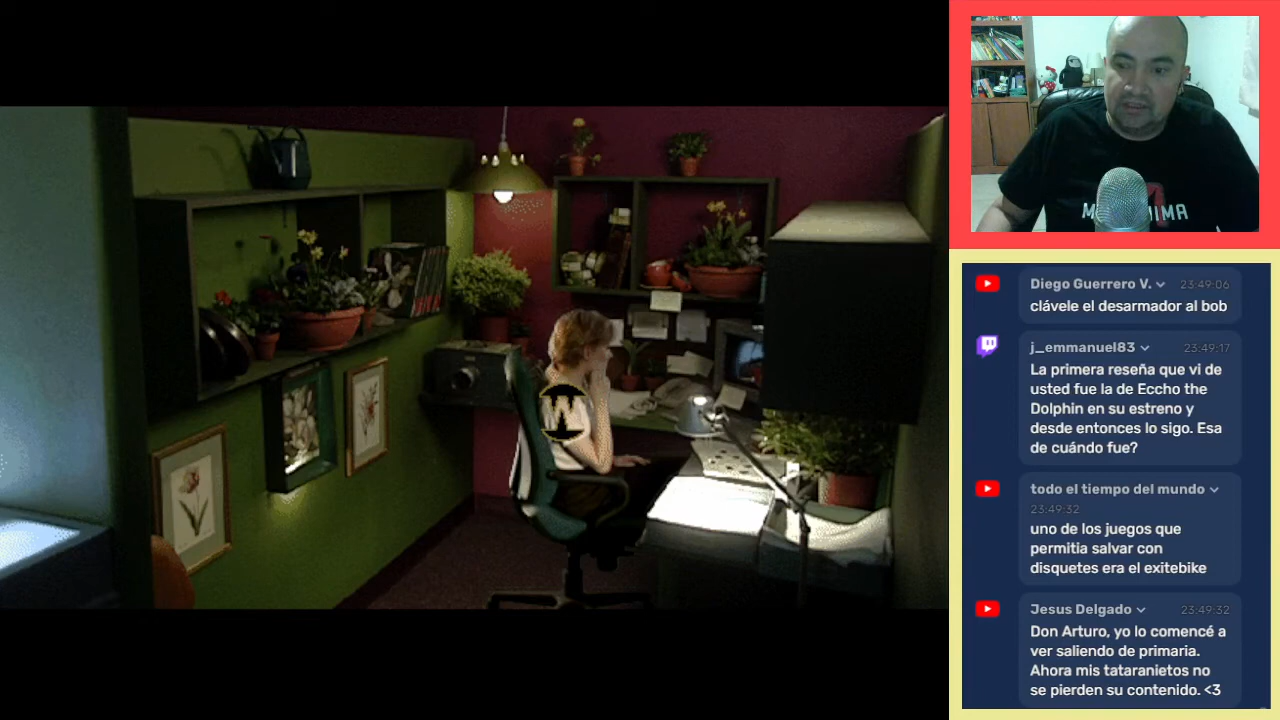 W
M
IMA
Diego Guerrero V.
23:49:06
clávele el desarmador al bob
j_emmanuel83
23:49:17
La primera reseña que vi de
usted fue la de Eccho the
Dolphin en su estreno y
desde entonces lo sigo. Esa
de cuándo fue?
todo el tiempo del mundo
23:49:32
uno de los juegos que
permitia salvar con
disquetes era el exitebike
Jesus Delgado
23:49:32
Don Arturo, yo lo comencé a
ver saliendo de primaria.
Ahora mis tataranietos no
se pierden su contenido. <3